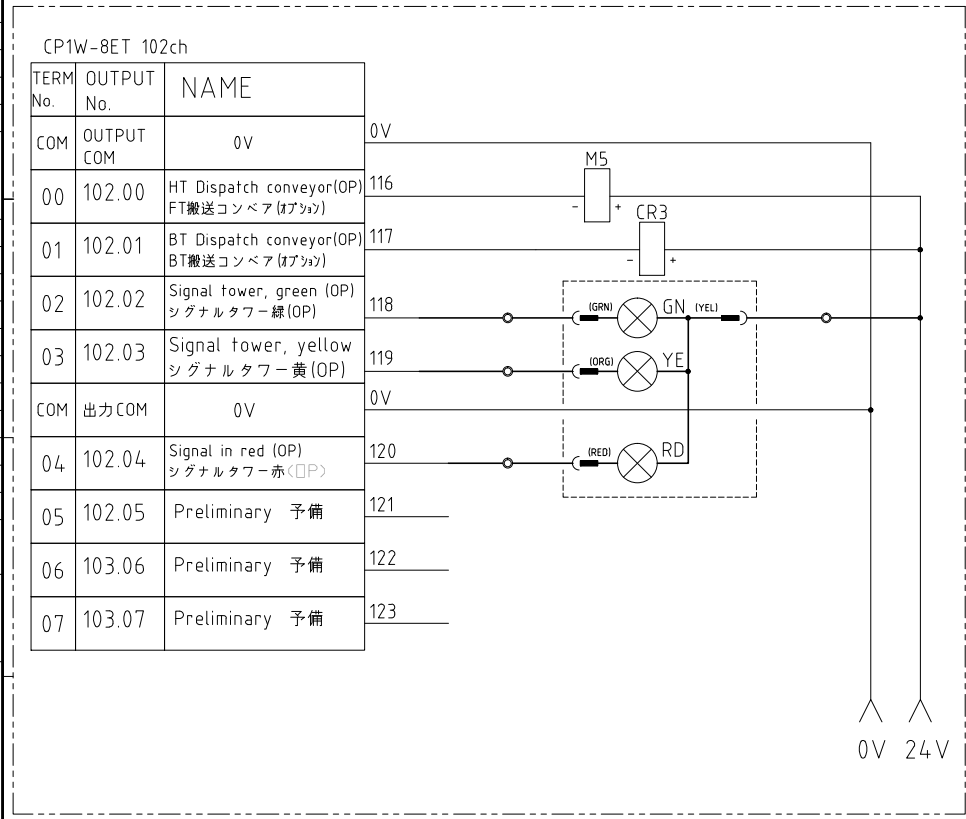 CP1W-8ET 102ch
TERM No.
OUTPUT No.
NAME
COM
OUTPUT COM
0V
0V
00
102.00
HT Dispatch conveyor(OP)
FT搬送コンベア(ｵﾌﾟｼｮﾝ)
116
M5
- +
01
102.01
BT Dispatch conveyor(OP)
BT搬送コンベア(ｵﾌﾟｼｮﾝ)
117
CR3
- +
02
102.02
Signal tower, green (OP)
シグナルタワー緑(OP)
118
(GRN)
GN
(YEL)
03
102.03
Signal tower, yellow
シグナルタワー黄(OP)
119
(ORG)
YE
COM
出力COM
0V
0V
04
102.04
Signal in red (OP)
シグナルタワー赤(□P)
120
(RED)
RD
05
102.05
Preliminary 予備
121
06
103.06
Preliminary 予備
122
07
103.07
Preliminary 予備
123
0V 24V